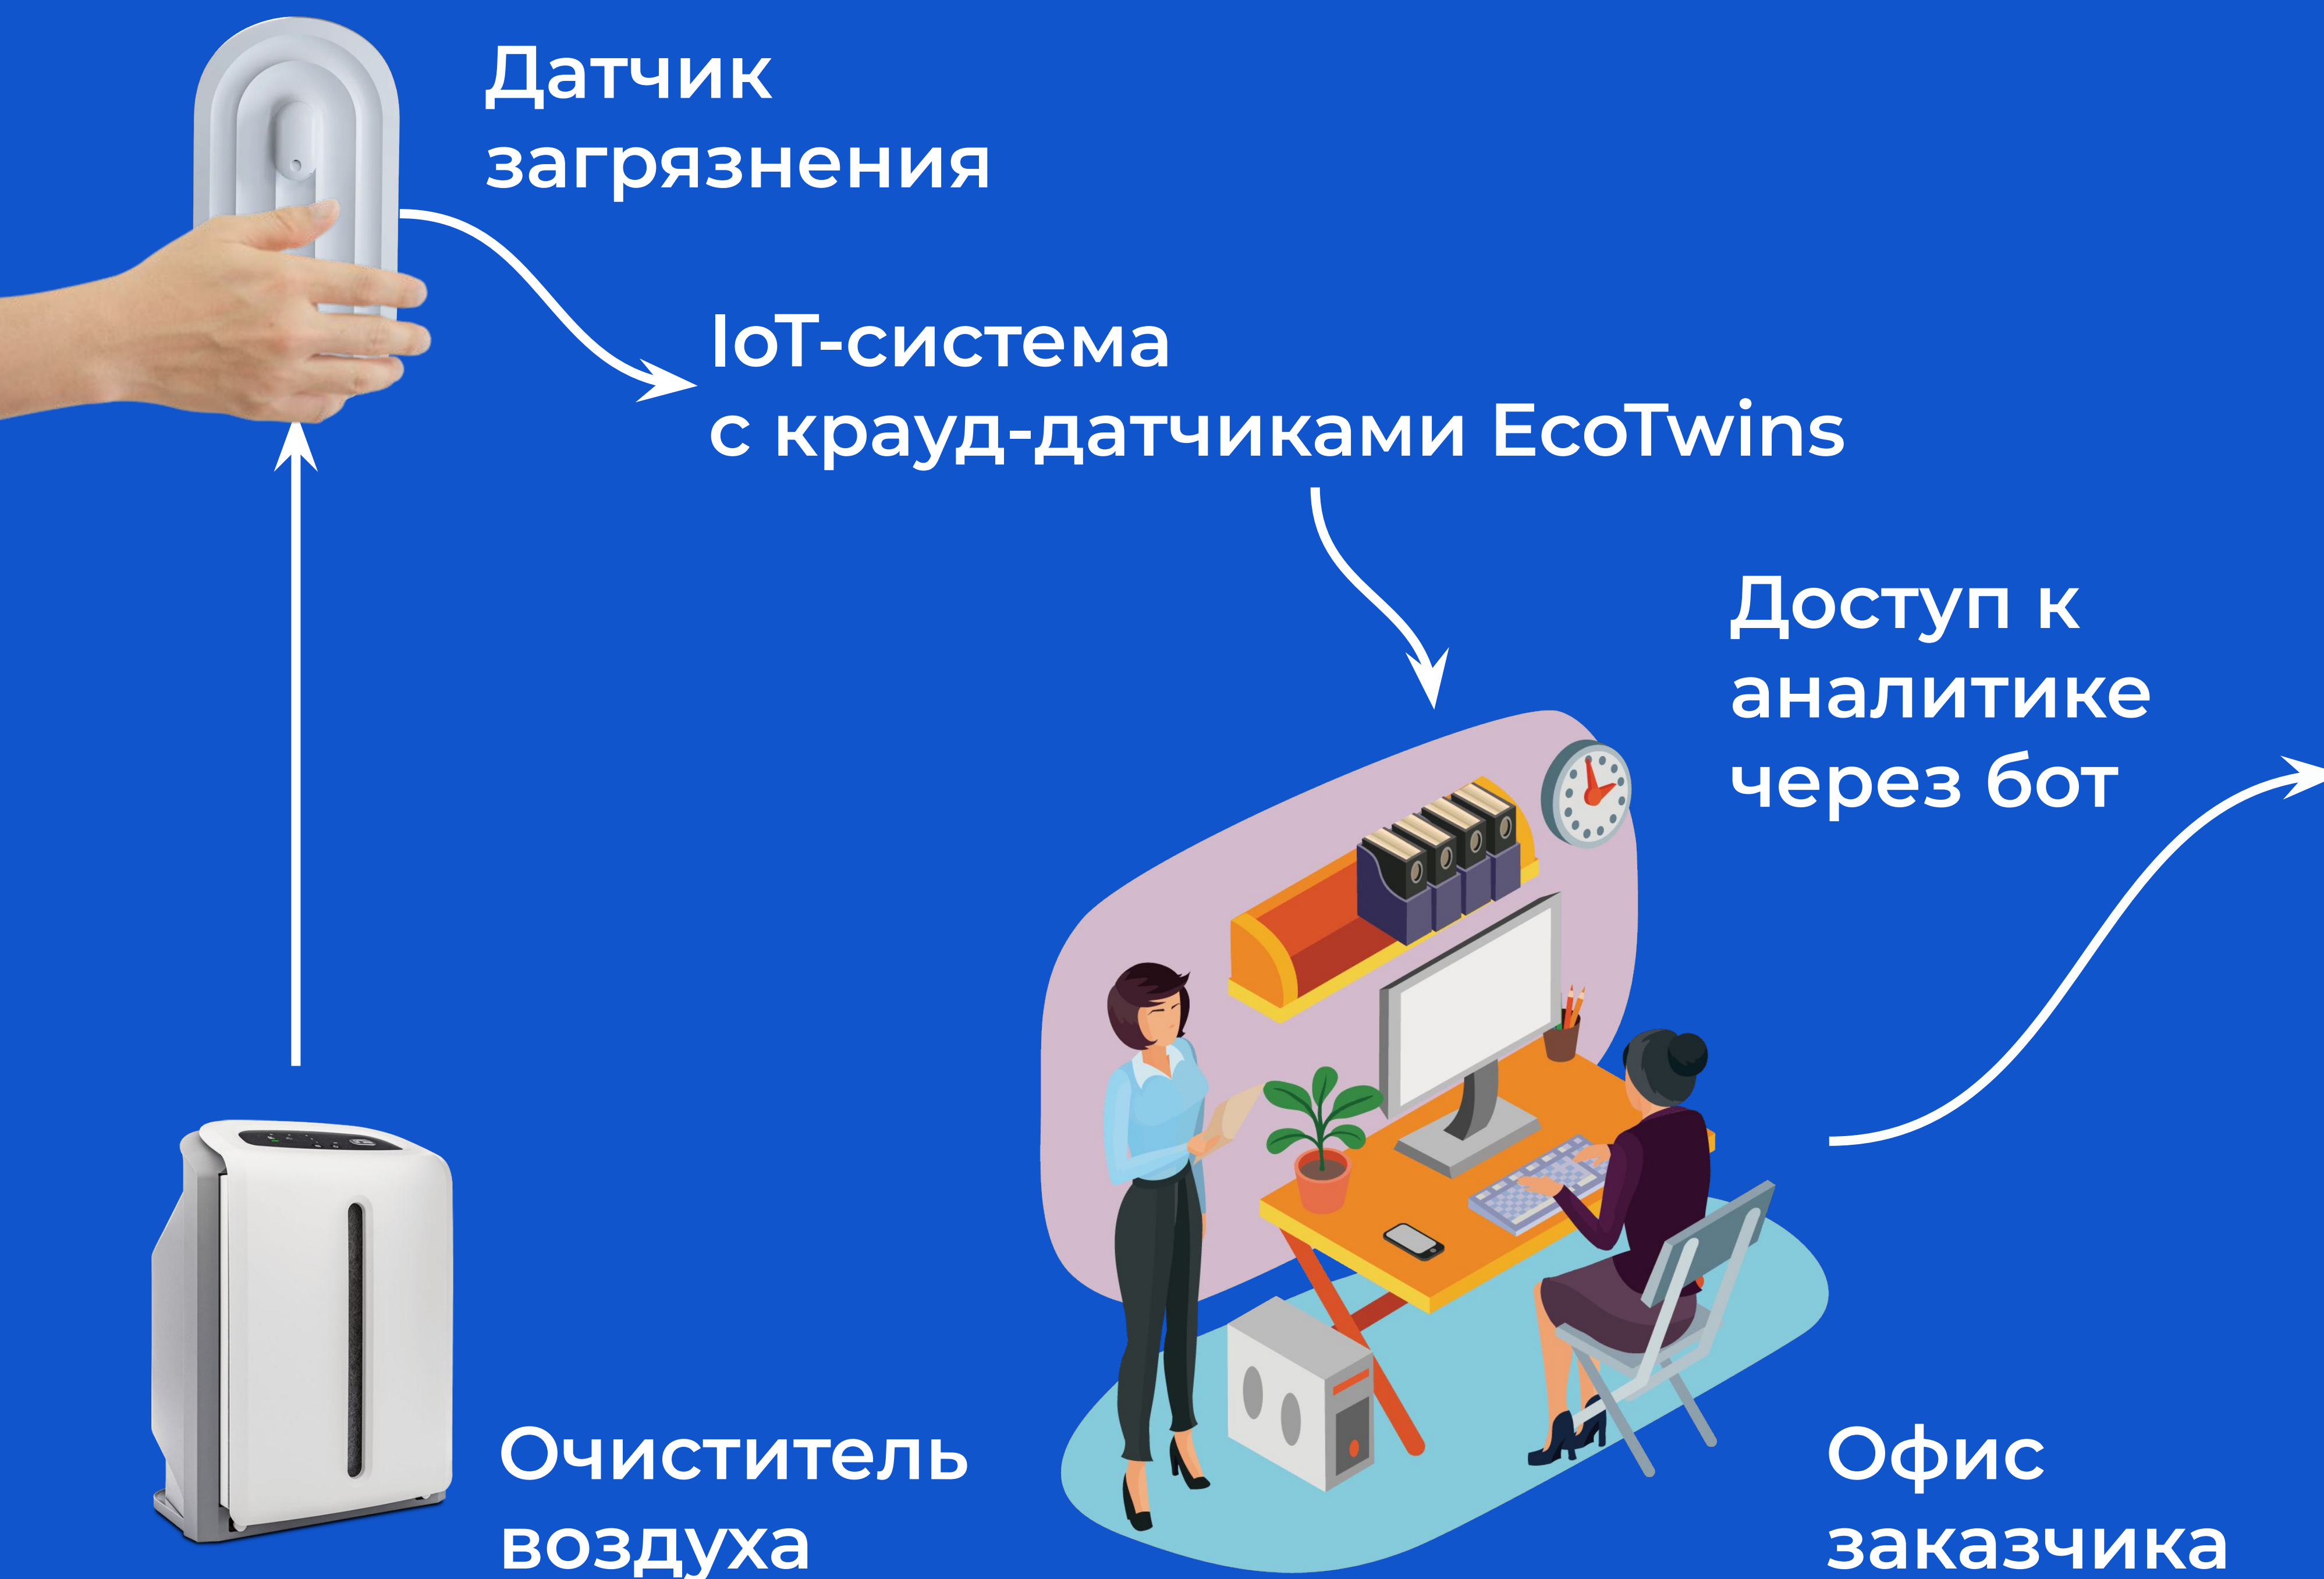 Датчик
загрязнения
IoT-система
с крауд-датчиками EcoTwins
Доступ к
аналитике
через бот
Очиститель
воздуха
Офис
заказчика